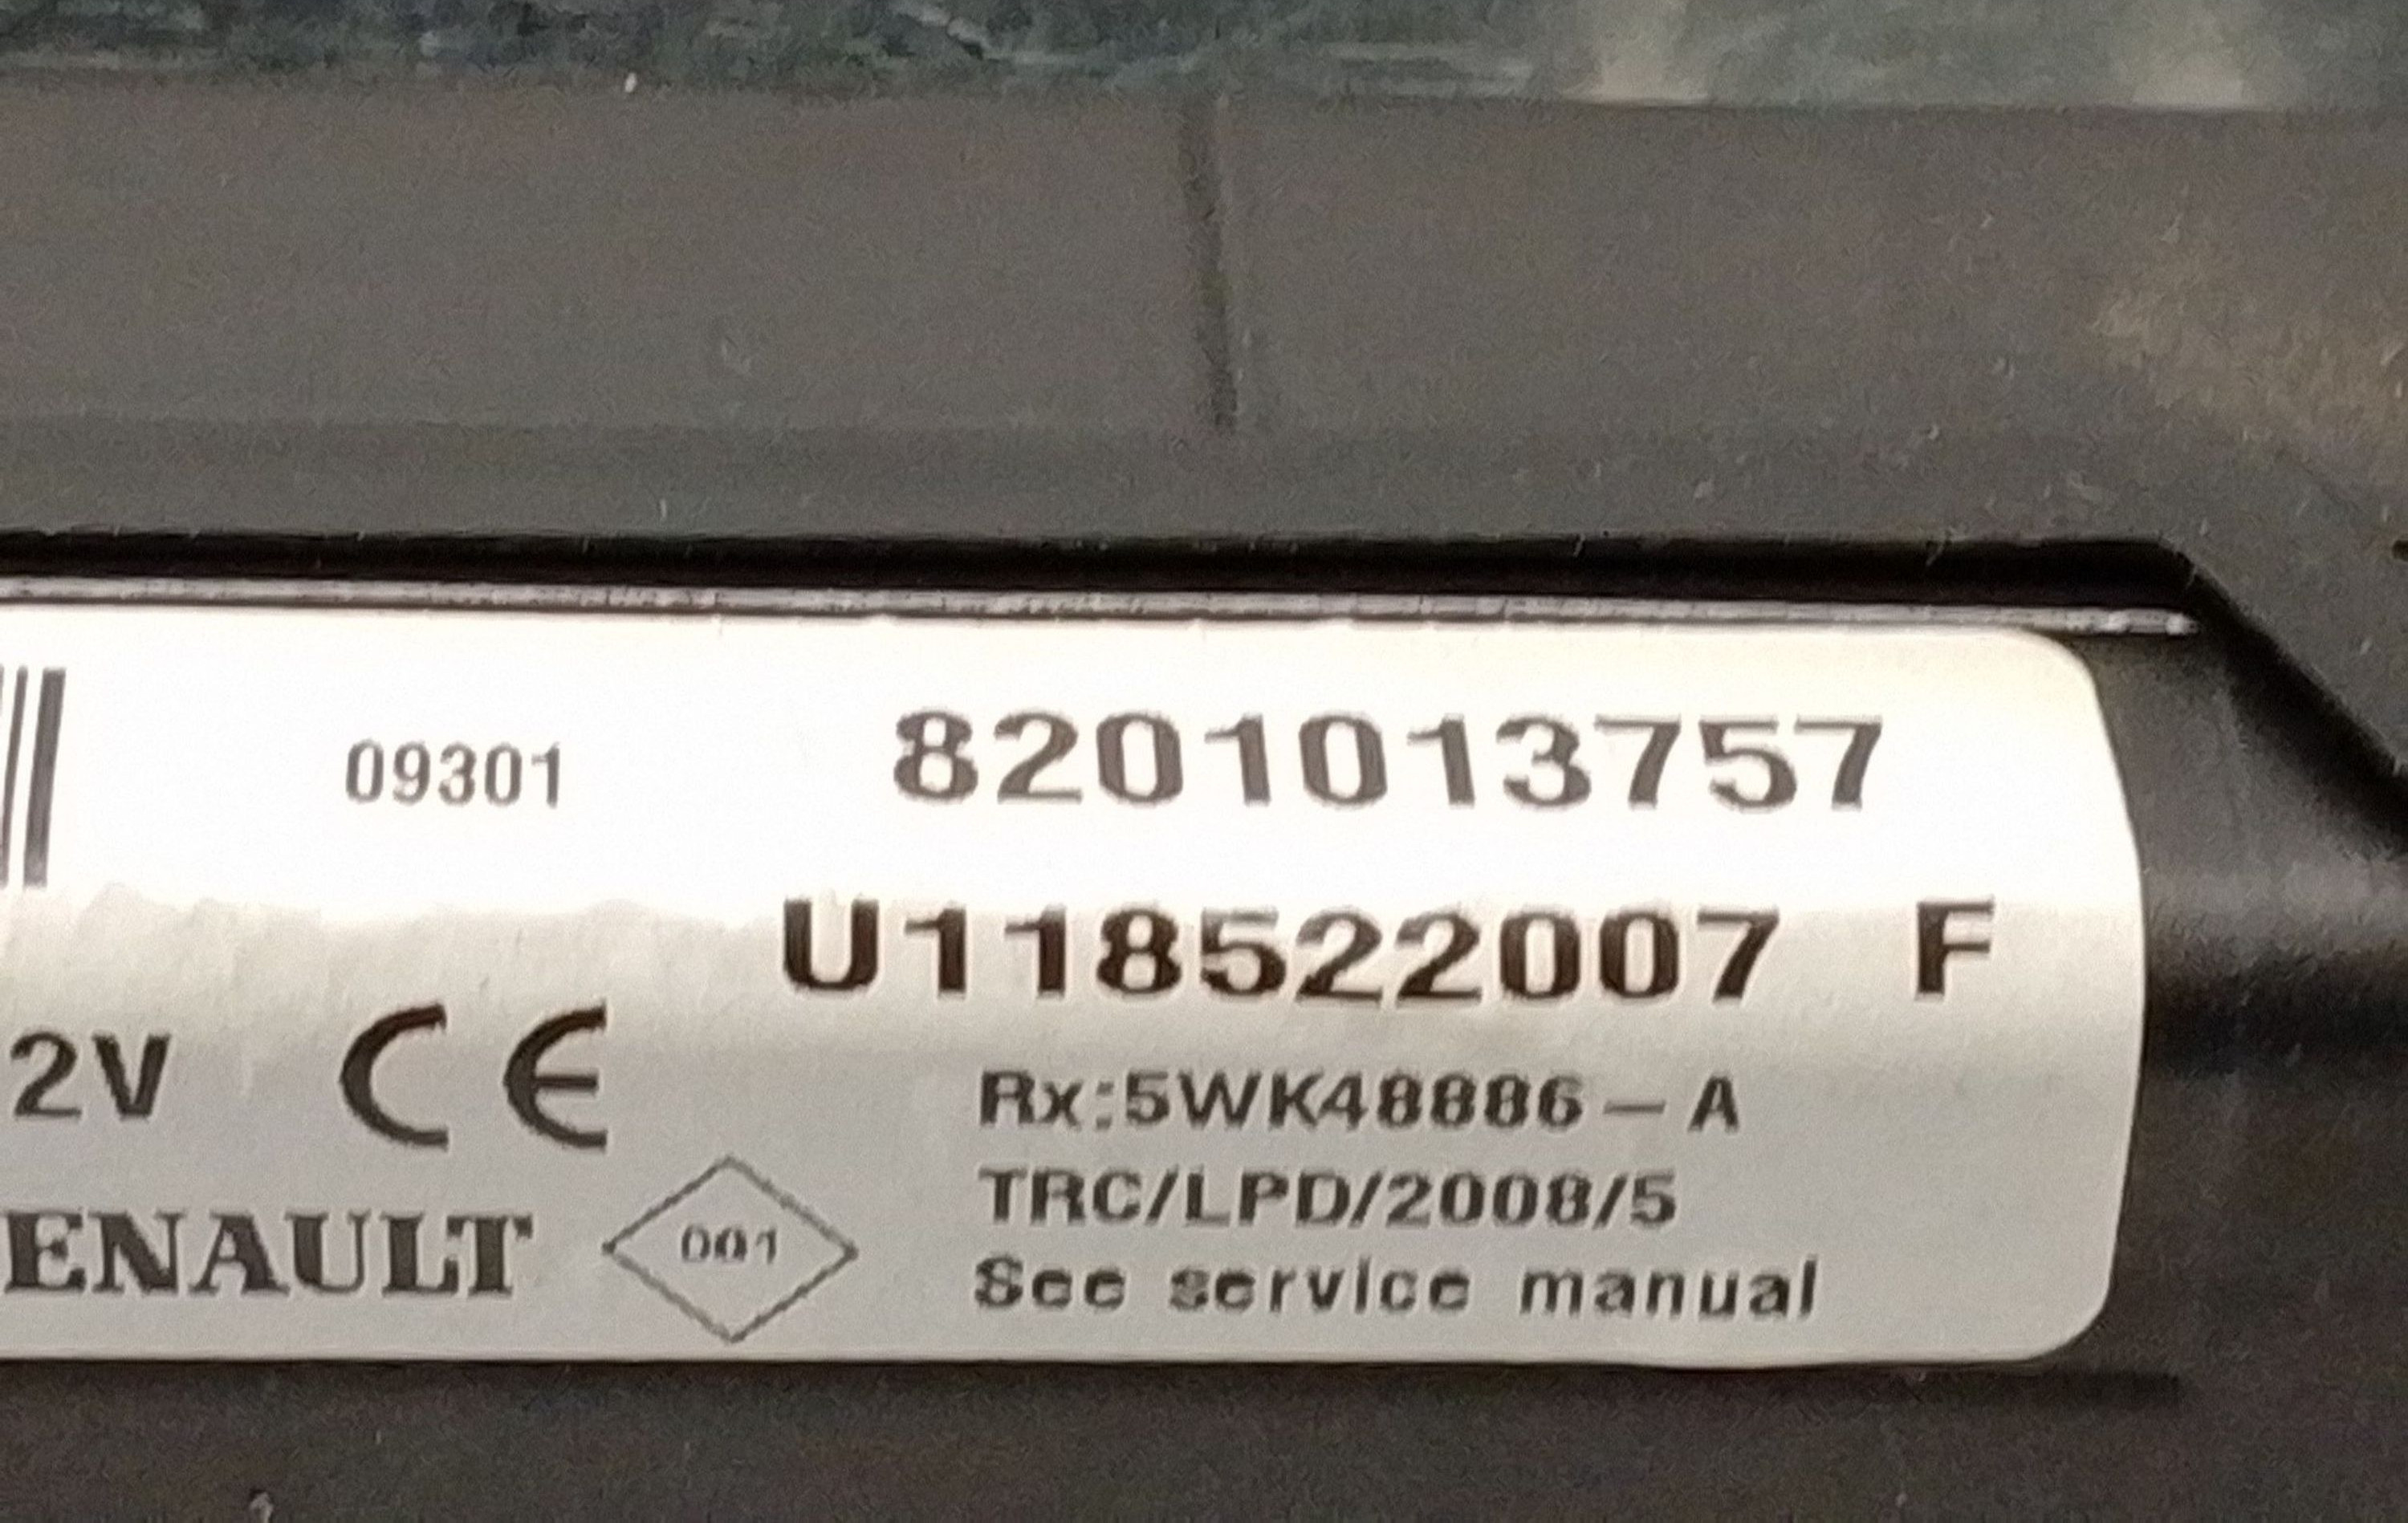 09301 8201013757
U118522007 F
2V CE Rx:5WK48886-A
TRC/LPD/2008/5
ENAULT 001 See service manual